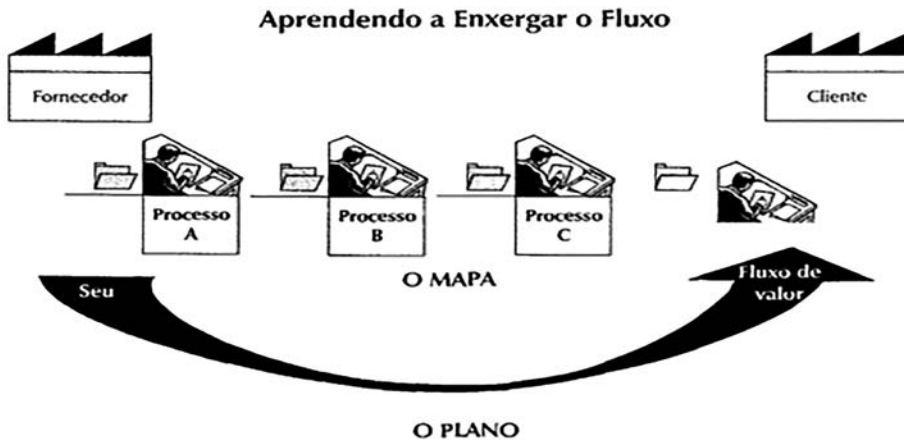 Aprendendo a Enxergar o Fluxo
Fornecedor
Cliente
Processo
A
Processo
B
Processo
C
O MAPA
Seu
Fluxo de
valor
O PLANO